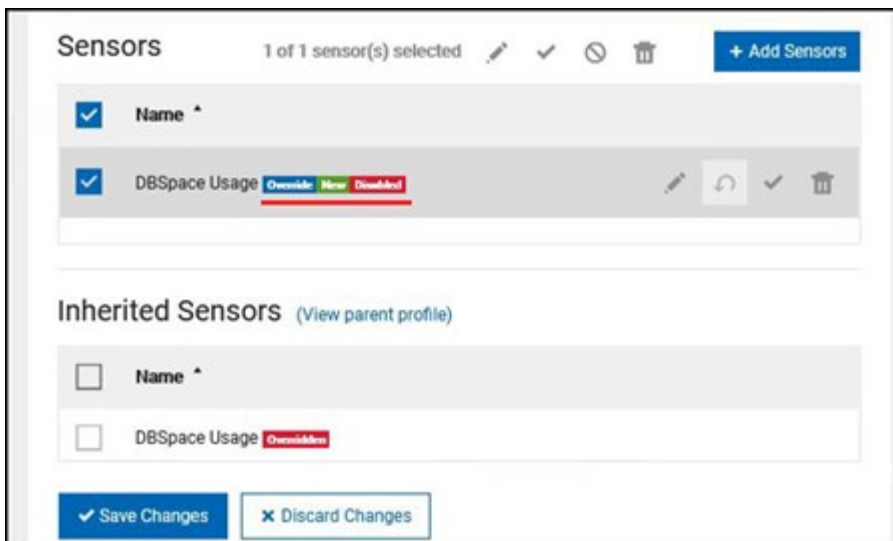 Sensors 1 of 1 sensor(s) selected + Add Sensors
Name
DBSpace Usage Override New Disabled
Inherited Sensors (View parent profile)
Name
DBSpace Usage Overridden
Save Changes Discard Changes